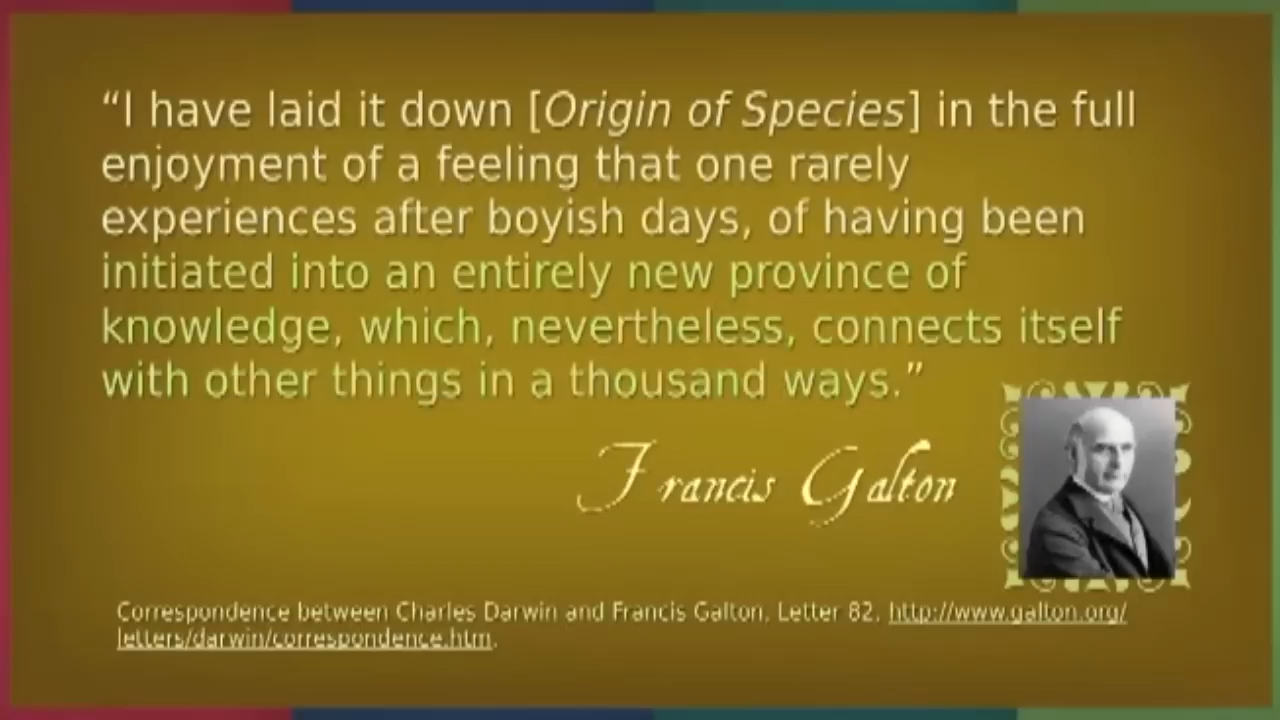 “I have laid it down [Origin of Species] in the full
enjoyment of a feeling that one rarely
experiences after boyish days, of having been
initiated into an entirely new province of
knowledge, which, nevertheless, connects itself
with other things in a thousand ways.”
Francis Galton
Correspondence between Charles Darwin and Francis Galton, Letter 82, http://www.galton.org/
letters/darwin/correspondence.htm.